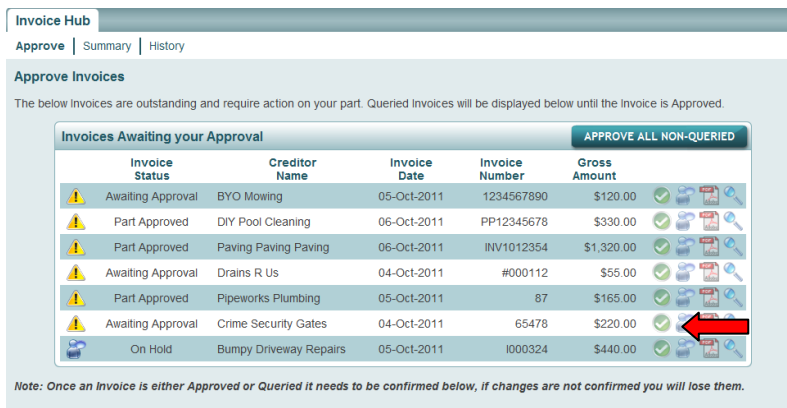 Invoice Hub
Approve | Summary | History
Approve Invoices
The below Invoices are outstanding and require action on your part. Queried Invoices will be displayed below until the Invoice is Approved.
Invoices Awaiting your Approval APPROVE ALL NON-QUERIED
Invoice Status Creditor Name Invoice Date Invoice Number Gross Amount
Awaiting Approval BYO Mowing 05-Oct-2011 1234567890 $120.00
Part Approved DIY Pool Cleaning 06-Oct-2011 PP12345678 $330.00
Part Approved Paving Paving Paving 06-Oct-2011 INV1012354 $1,320.00
Awaiting Approval Drains R Us 04-Oct-2011 #000112 $55.00
Part Approved Pipeworks Plumbing 05-Oct-2011 87 $165.00
Awaiting Approval Crime Security Gates 04-Oct-2011 65478 $220.00
On Hold Bumpy Driveway Repairs 05-Oct-2011 I000324 $440.00
Note: Once an Invoice is either Approved or Queried it needs to be confirmed below, if changes are not confirmed you will lose them.